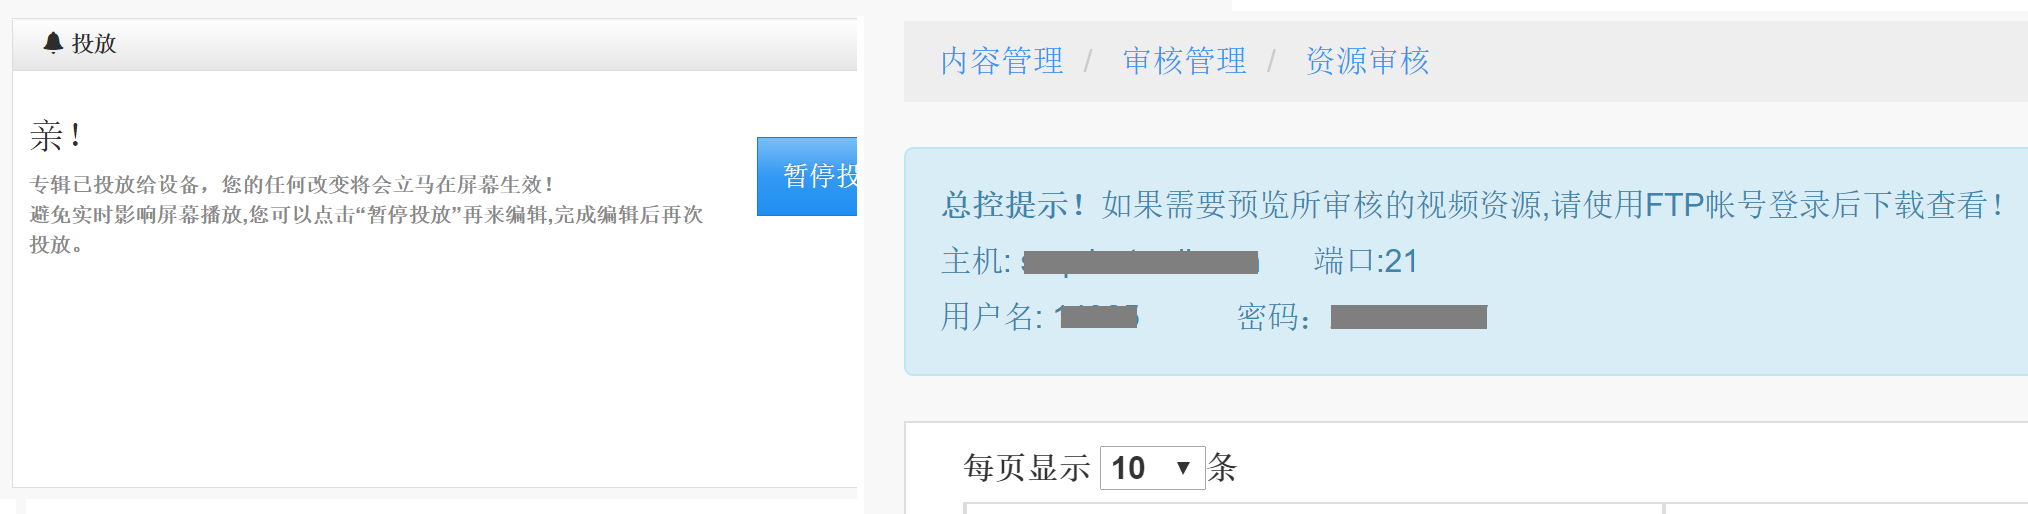 投放
亲！
专辑已投放给设备，您的任何改变将会立马在屏幕生效！
避免实时影响屏幕播放,您可以点击“暂停投放”再来编辑,完成编辑后再次
投放。
暂停投
内容管理 / 审核管理 / 资源审核
总控提示！如果需要预览所审核的视频资源,请使用FTP帐号登录后下载查看！
主机: 端口:21
用户名: 密码：
每页显示 10 ▼ 条